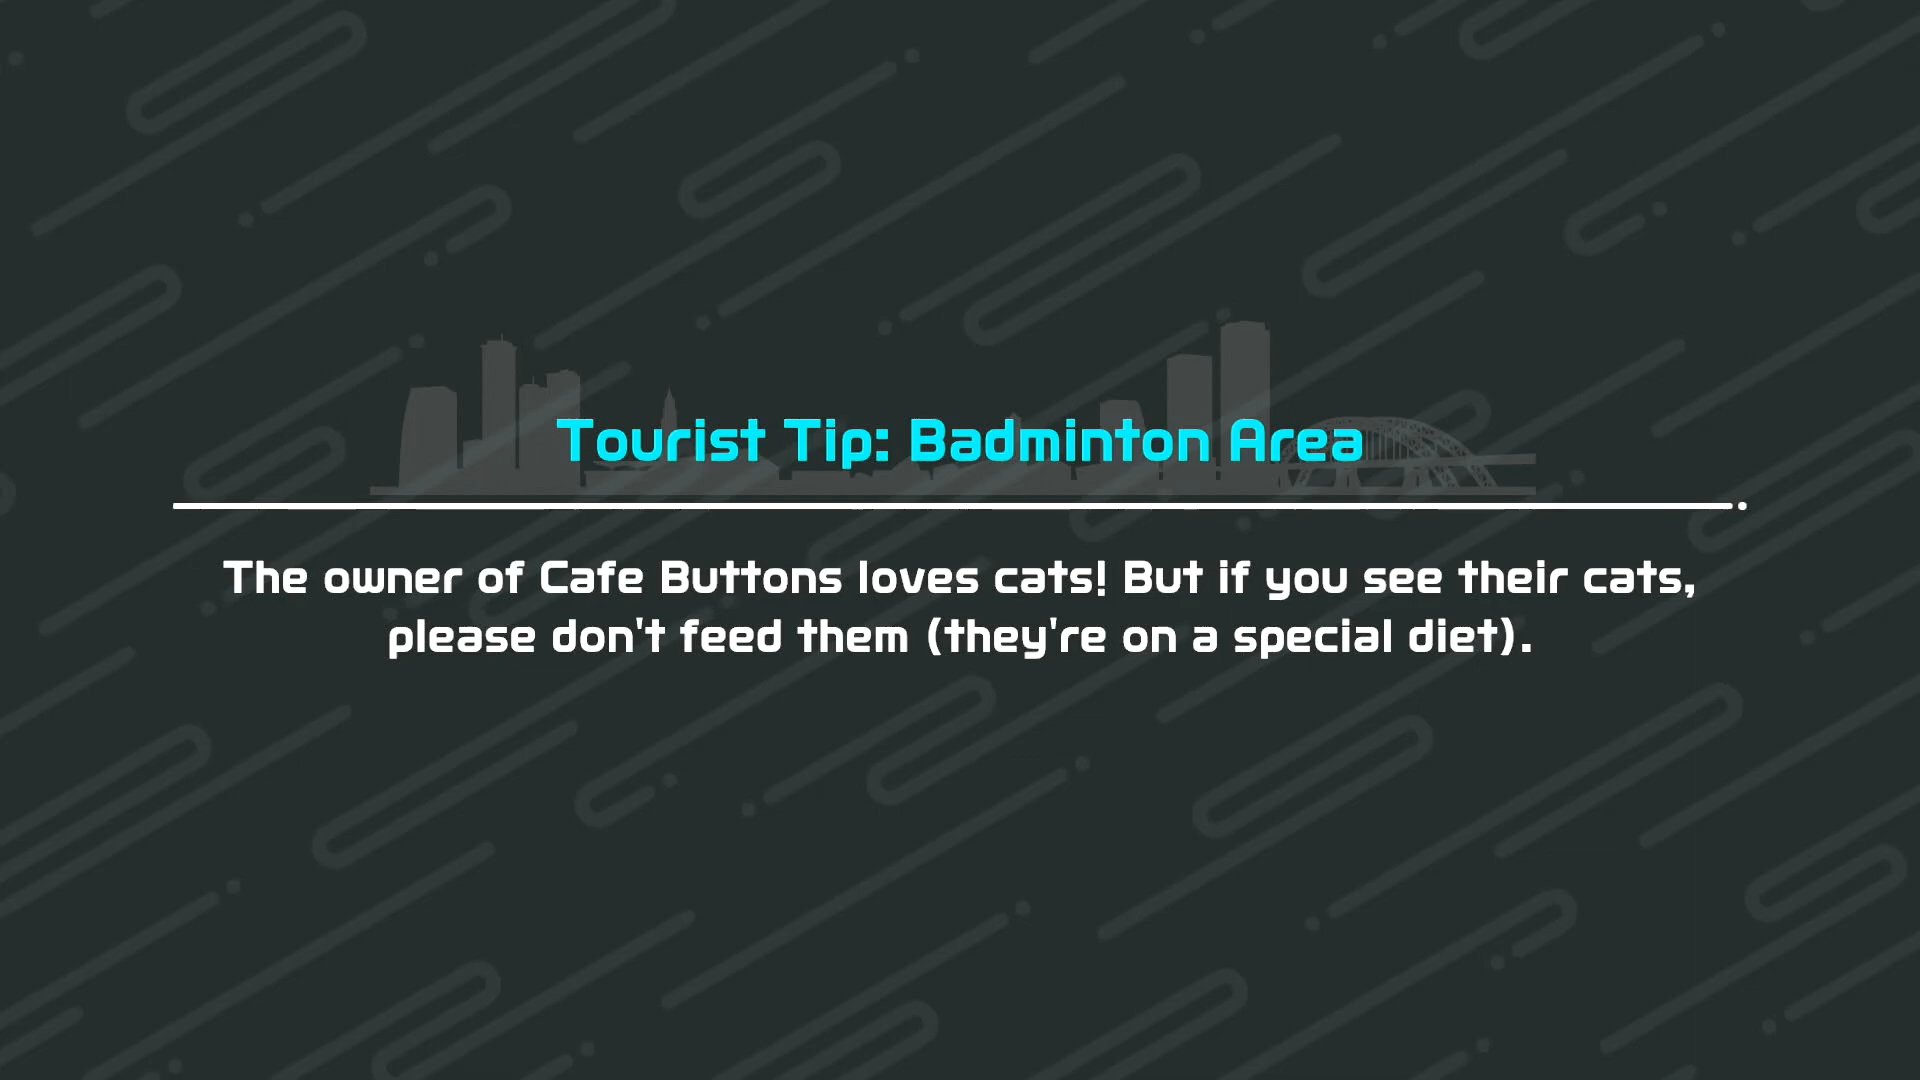 Tourist Tip: Badminton Area
The owner of Cafe Buttons loves cats! But if you see their cats,
please don't feed them (they're on a special diet).